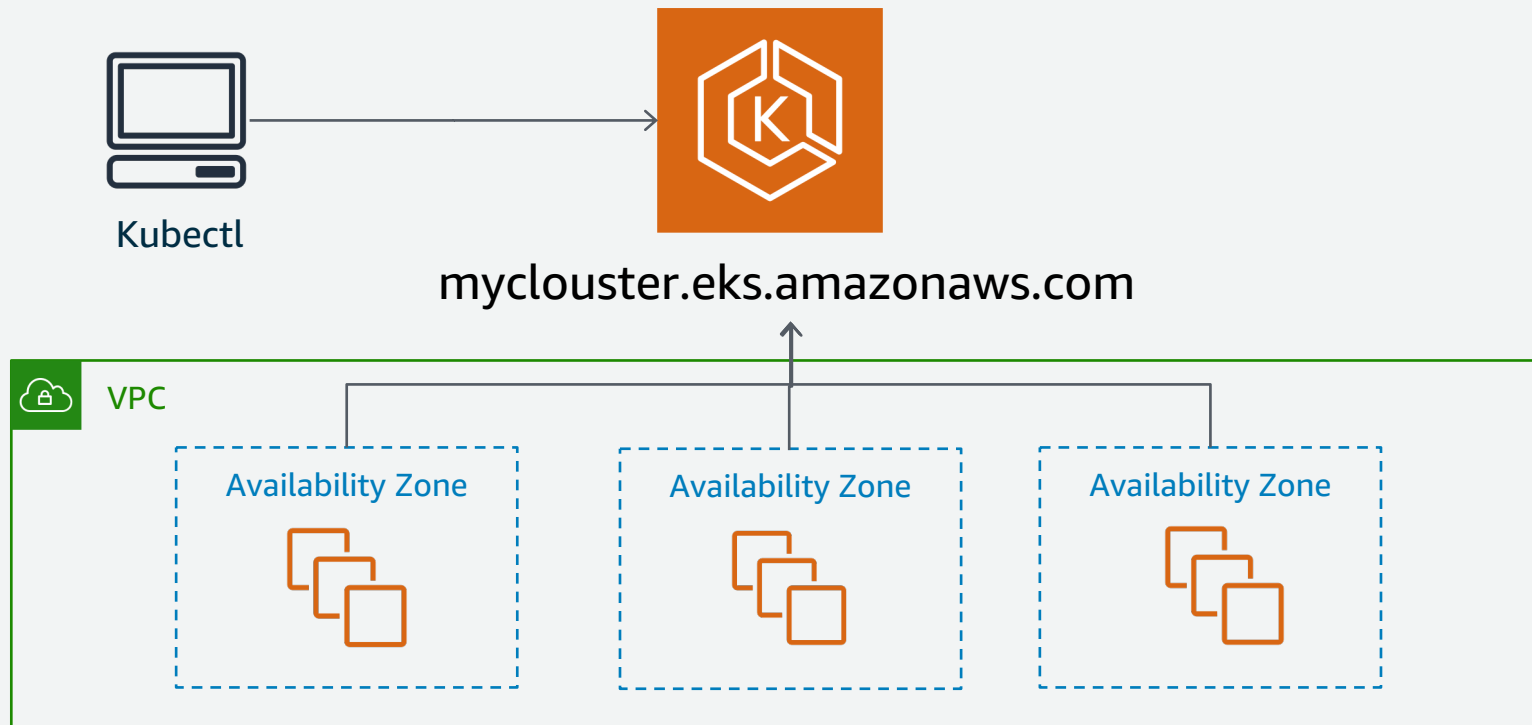 K
Kubectl
myclouster.eks.amazonaws.com
VPC
Availability Zone
Availability Zone
Availability Zone